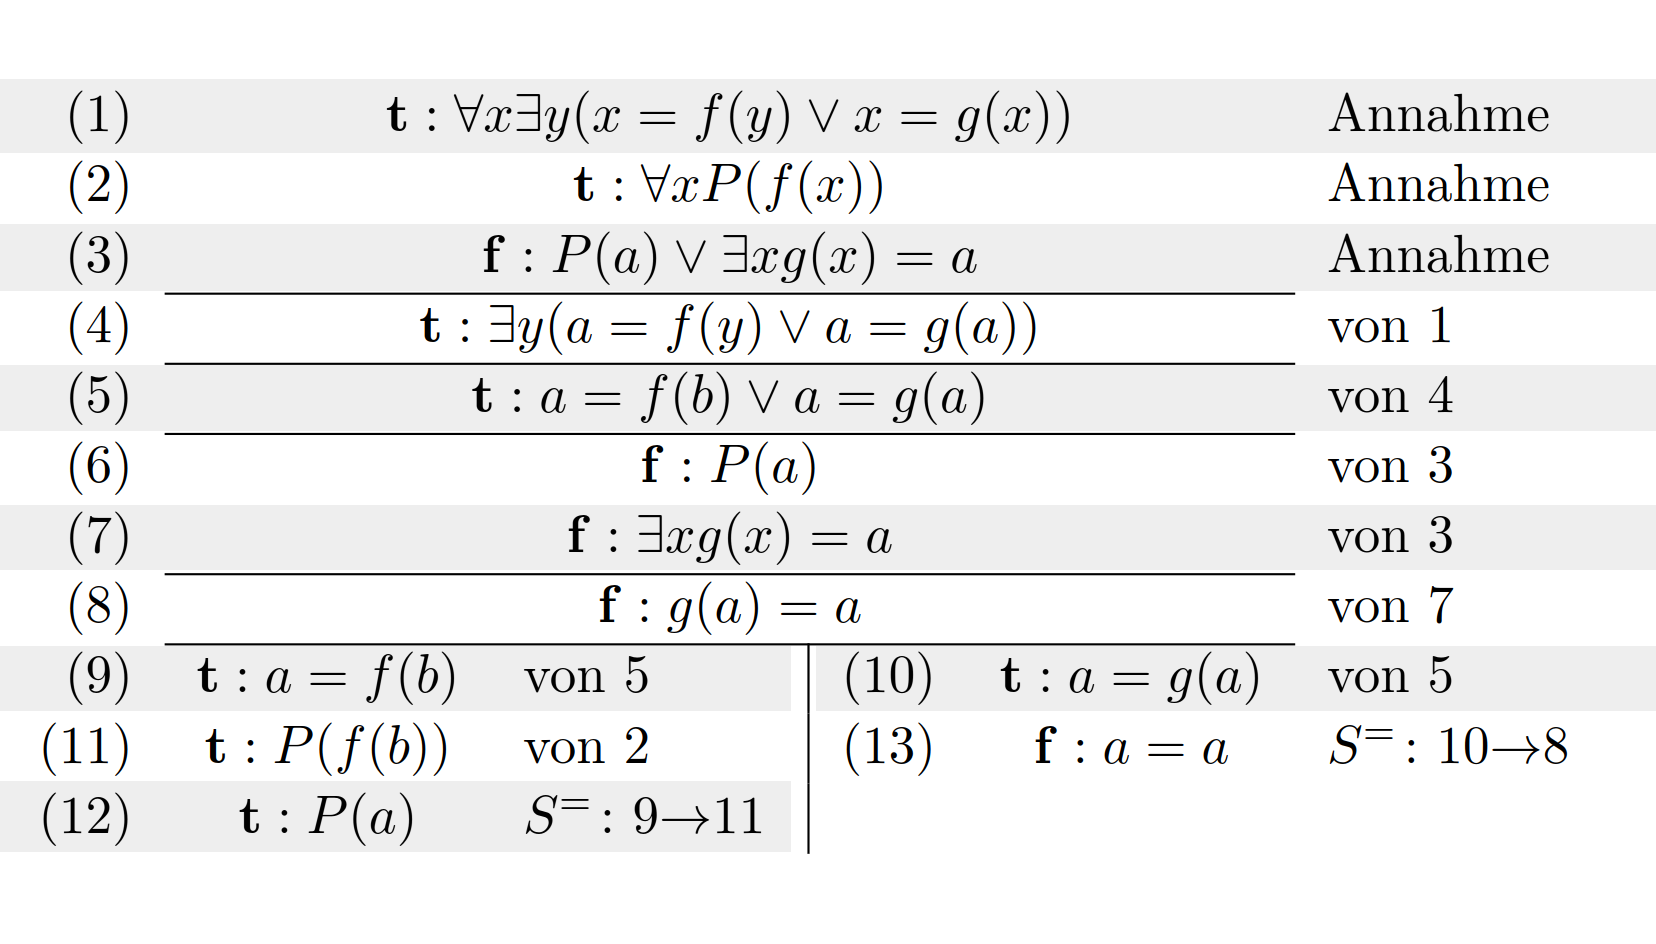 (1) t : ∀x∃y(x = f(y) ∨ x = g(x)) Annahme
(2) t : ∀xP(f(x)) Annahme
(3) f : P(a) ∨ ∃xg(x) = a Annahme
(4) t : ∃y(a = f(y) ∨ a = g(a)) von 1
(5) t : a = f(b) ∨ a = g(a) von 4
(6) f : P(a) von 3
(7) f : ∃xg(x) = a von 3
(8) f : g(a) = a von 7
(9) t : a = f(b) von 5 (10) t : a = g(a) von 5
(11) t : P(f(b)) von 2 (13) f : a = a S⁼: 10→8
(12) t : P(a) S⁼: 9→11